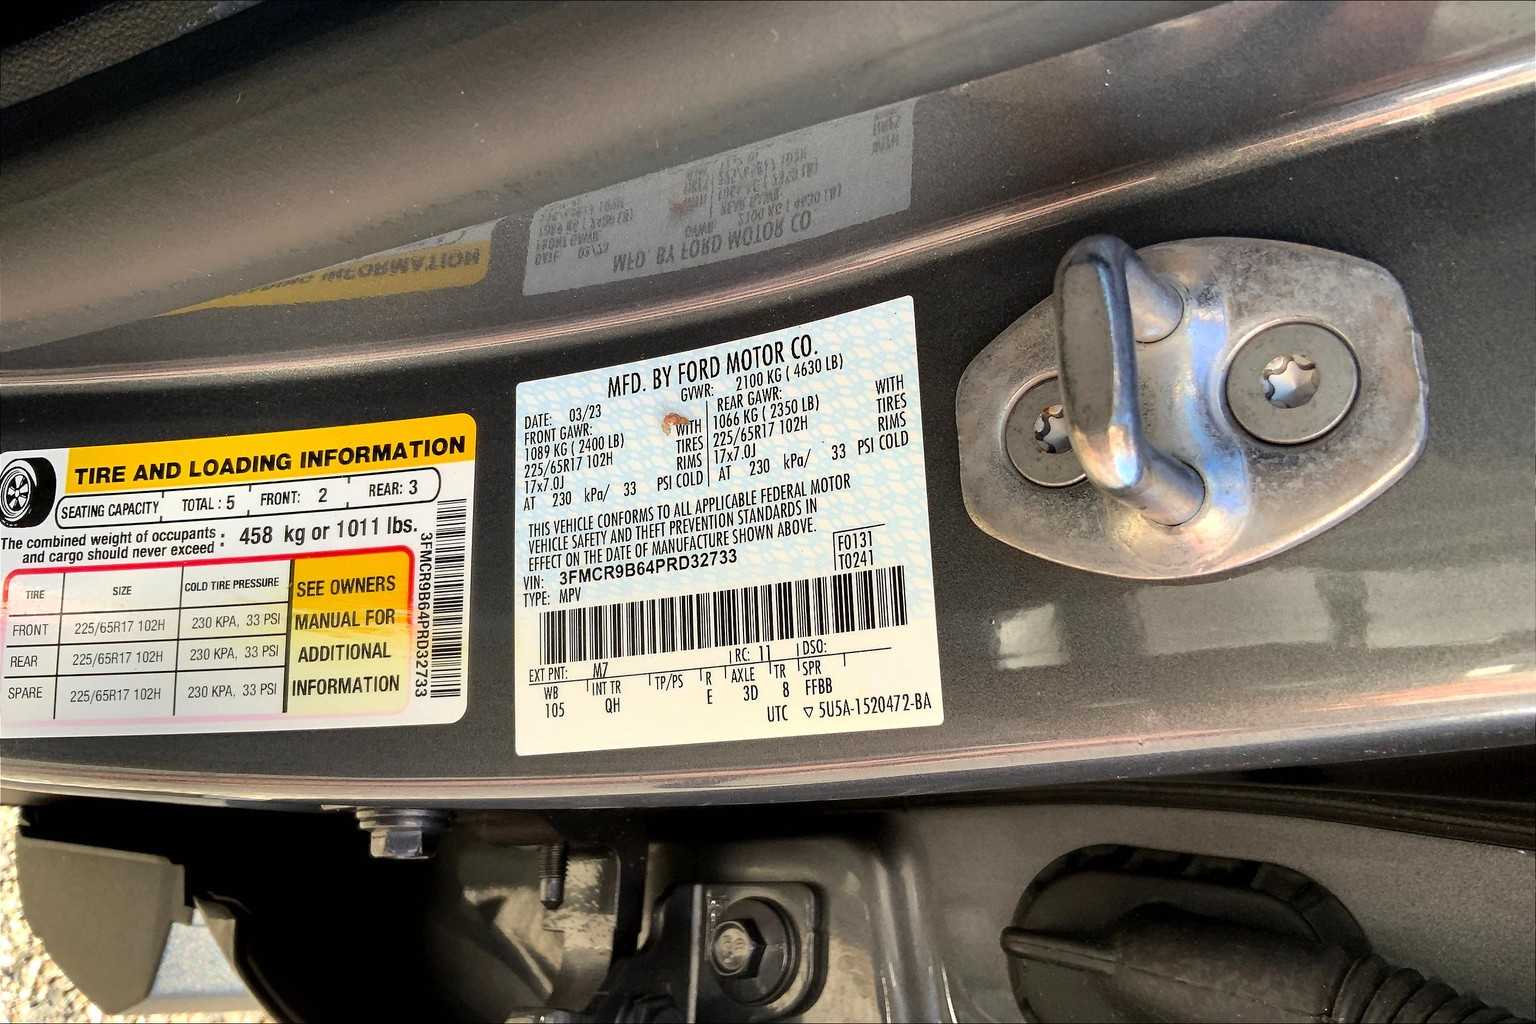 TIRE AND LOADING INFORMATION
SEATING CAPACITY TOTAL : 5 FRONT: 2 REAR: 3
The combined weight of occupants and cargo should never exceed : 458 kg or 1011 lbs.
TIRE SIZE COLD TIRE PRESSURE
FRONT 225/65R17 102H 230 KPA, 33 PSI
REAR 225/65R17 102H 230 KPA, 33 PSI
SPARE 225/65R17 102H 230 KPA, 33 PSI
SEE OWNERS
MANUAL FOR
ADDITIONAL
INFORMATION
3FMCR9B64PRD32733
MFD. BY FORD MOTOR CO.
DATE: 03/23 GVWR: 2100 KG ( 4630 LB)
FRONT GAWR:
1089 KG ( 2400 LB) WITH
225/65R17 102H TIRES
17x7.0J RIMS
AT 230 kPa/ 33 PSI COLD
REAR GAWR:
1066 KG ( 2350 LB) WITH
225/65R17 102H TIRES
17x7.0J RIMS
AT 230 kPa/ 33 PSI COLD
THIS VEHICLE CONFORMS TO ALL APPLICABLE FEDERAL MOTOR
VEHICLE SAFETY AND THEFT PREVENTION STANDARDS IN
EFFECT ON THE DATE OF MANUFACTURE SHOWN ABOVE.
VIN: 3FMCR9B64PRD32733
TYPE: MPV
F0131
T0241
EXT PNT: M7 RC: 11 DSO:
WB INT TR TP/PS R AXLE TR SPR
105 QH E 3D 8 FFBB
UTC ▽ 5U5A-1520472-BA